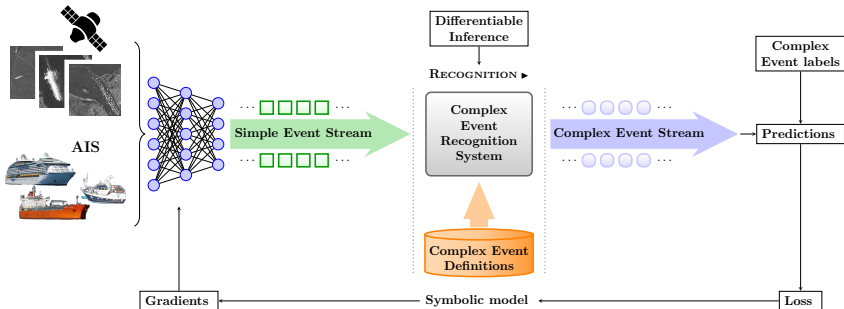 Differentiable
Inference
Complex
Event labels
RECOGNITION ►
AIS
Simple Event Stream
Complex
Event
Recognition
System
Complex Event Stream
Predictions
Complex Event
Definitions
Gradients
Symbolic model
Loss